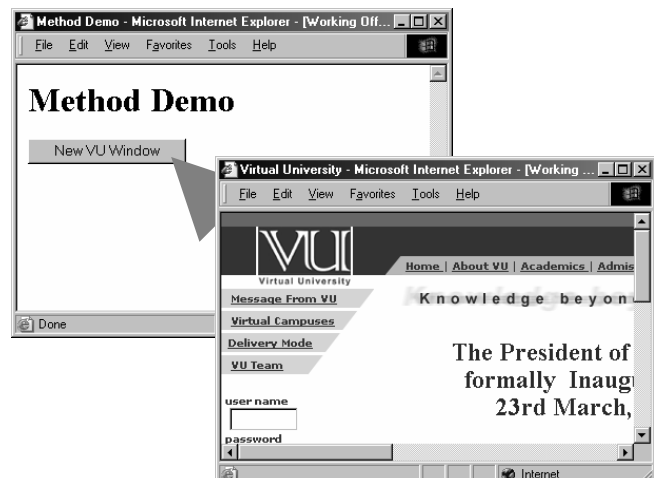 Method Demo - Microsoft Internet Explorer - [Working Off...
File Edit View Favorites Tools Help
Method Demo
New VU Window
Done
Virtual University - Microsoft Internet Explorer - [Working ...
File Edit View Favorites Tools Help
VU
Virtual University
Home | About VU | Academics | Admis
Message From VU
Knowledge beyon
Virtual Campuses
Delivery Mode
VU Team
The President of
formally Inaug
23rd March,
user name
password
Internet